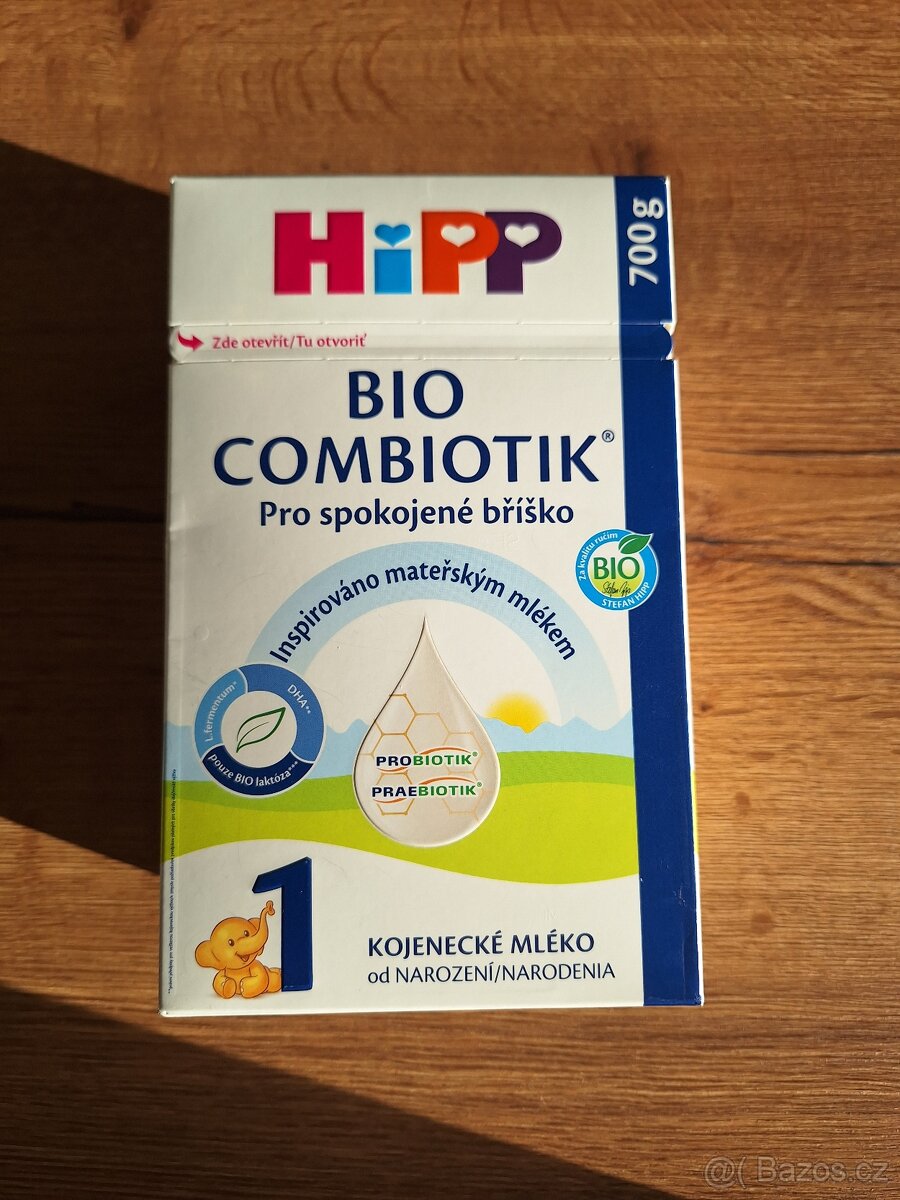 HiPP
700g
Zde otevřít/Tu otvoriť
BIO
COMBIOTIK®
Pro spokojené bříško
Inspirováno mateřským mlékem
Za kvalitu ručím
BIO
STEFAN HIPP
L.fermentum*
DHA**
pouze BIO laktóza***
PROBIOTIK®
PRAEBIOTIK®
1
KOJENECKÉ MLÉKO
od NAROZENÍ/NARODENIA
@( Bazos.cz